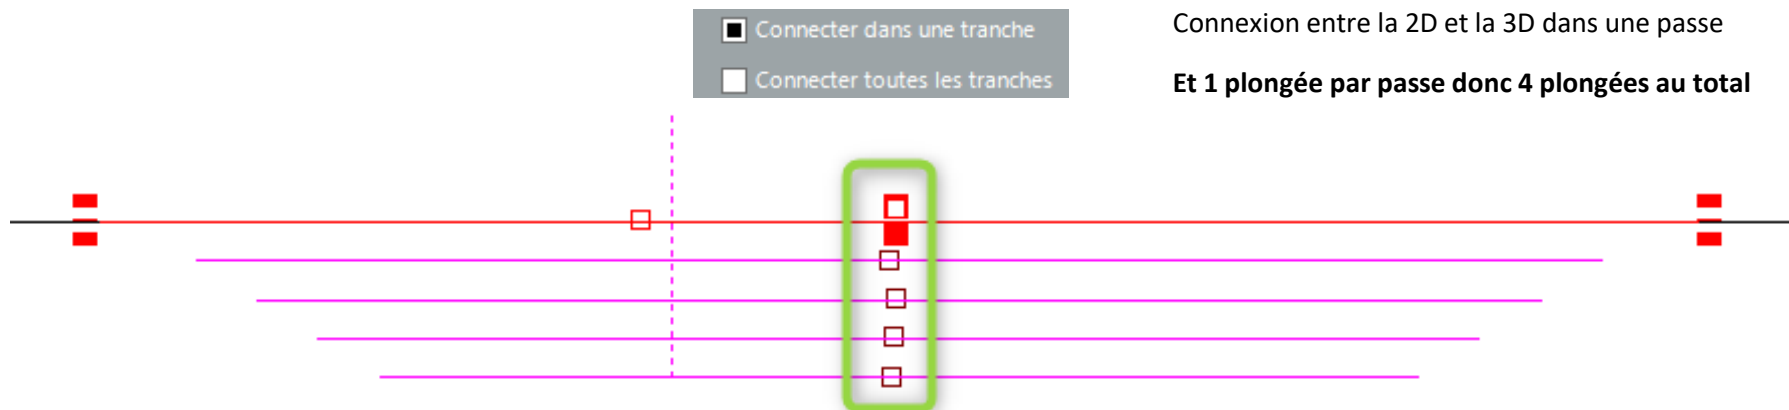 Connecter dans une tranche
Connecter toutes les tranches
Connexion entre la 2D et la 3D dans une passe
Et 1 plongée par passe donc 4 plongées au total